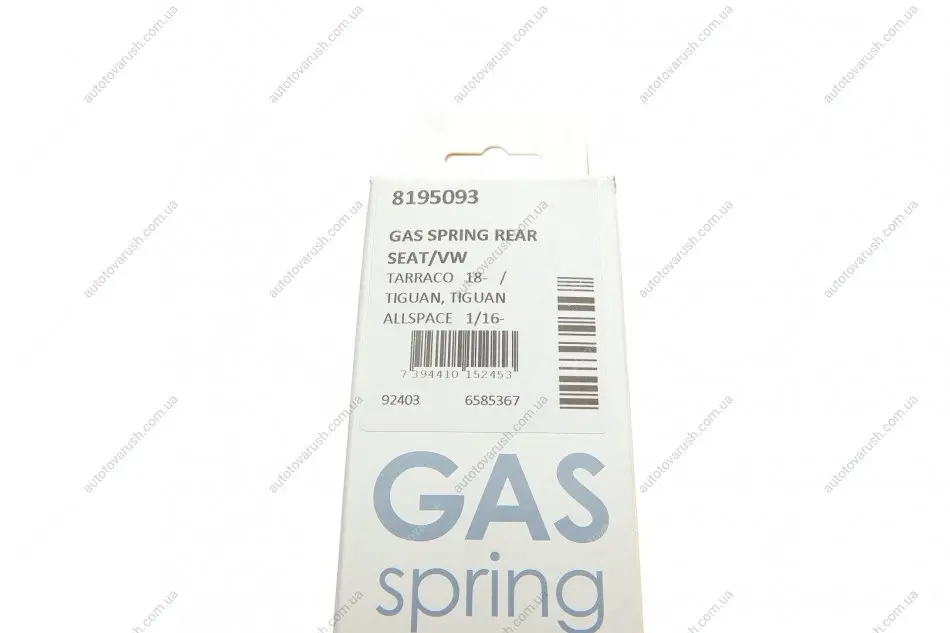 8195093
GAS SPRING REAR
SEAT/VW
TARRACO 18- /
TIGUAN, TIGUAN
ALLSPACE 1/16-
7 394410 152453
92403 6585367
GAS
spring
autotovarush.com.ua